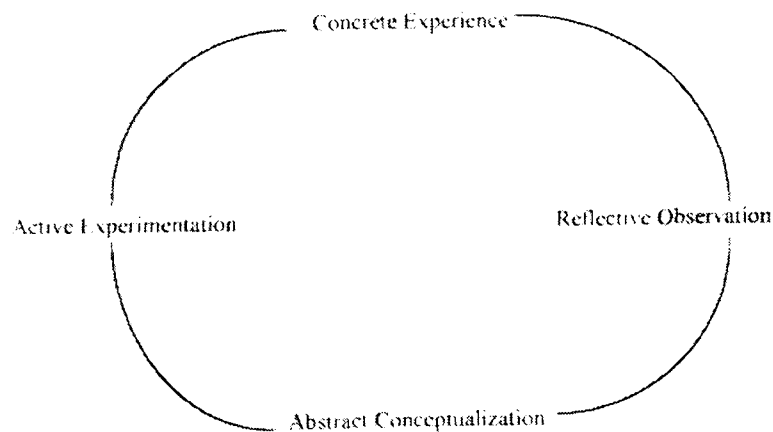 Concrete Experience
Active Experimentation
Reflective Observation
Abstract Conceptualization